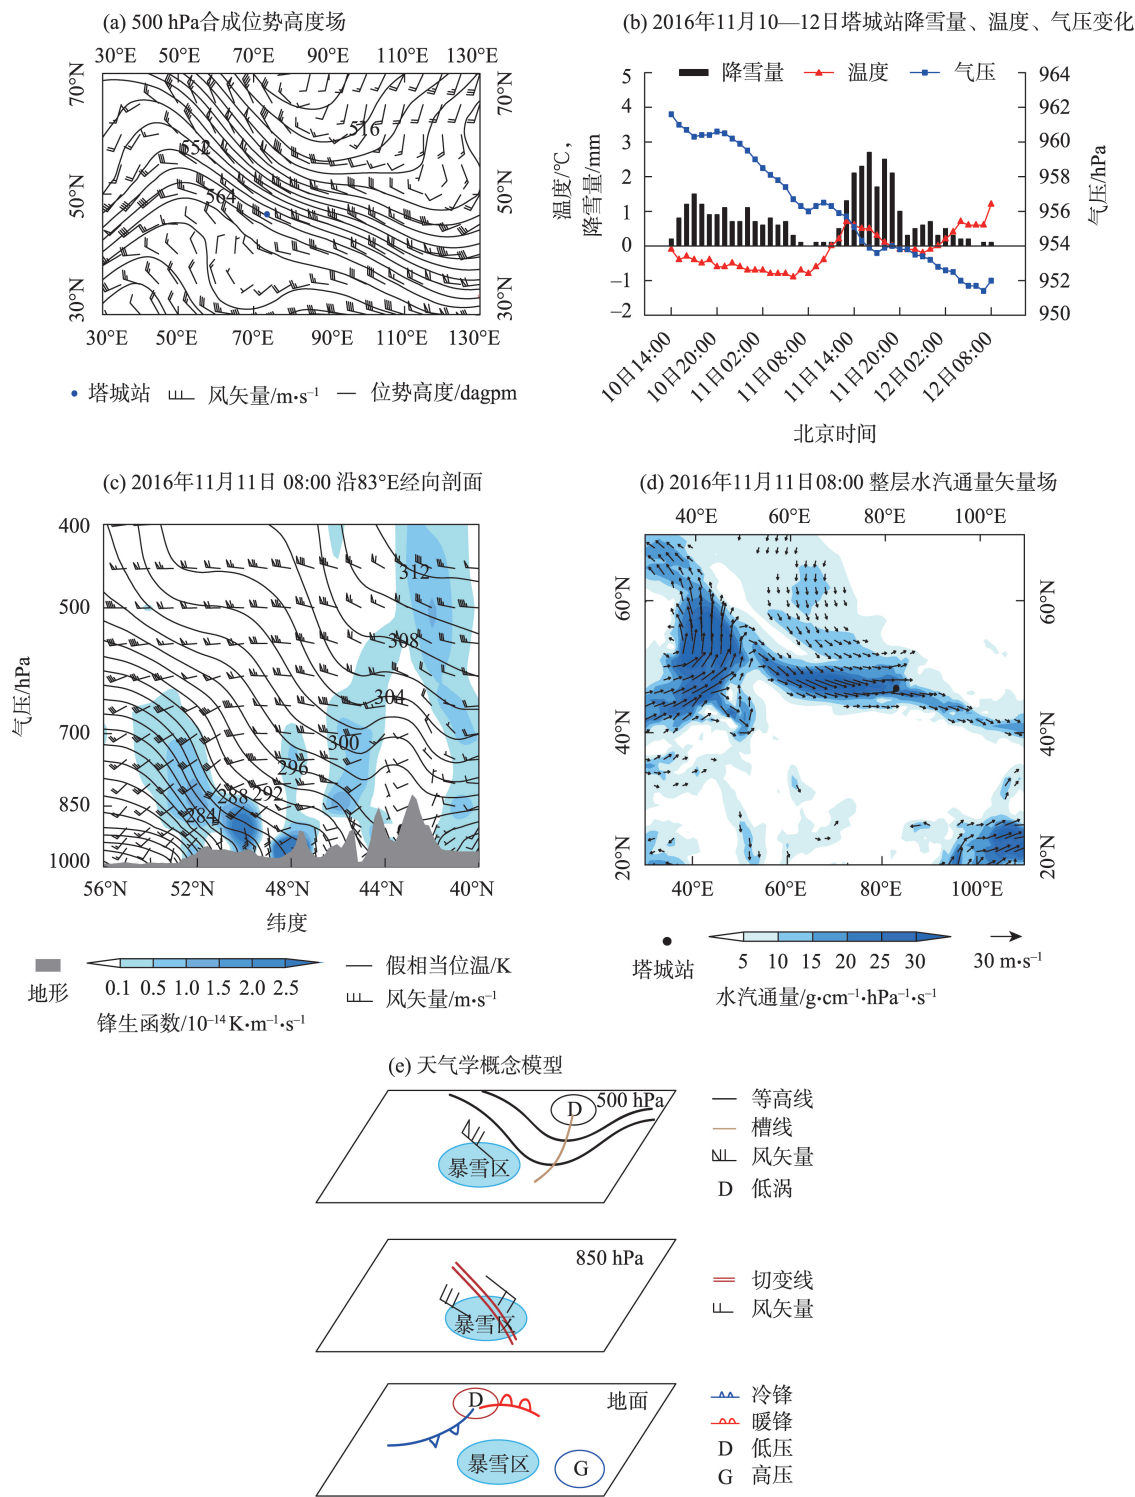 (a) 500 hPa合成位势高度场
30°E 50°E 70°E 90°E 110°E 130°E
70°N
50°N
30°N
70°N
50°N
30°N
516
552
564
30°E 50°E 70°E 90°E 110°E 130°E
塔城站 风矢量/m·s⁻¹ 位势高度/dagpm
(b) 2016年11月10—12日塔城站降雪量、温度、气压变化
降雪量 温度 气压
温度/℃,
降雪量/mm
5
4
3
2
1
0
−1
−2
964
962
960
958
956
954
952
950
气压/hPa
10日14:00
10日20:00
11日02:00
11日08:00
11日14:00
11日20:00
12日02:00
12日08:00
北京时间
(c) 2016年11月11日 08:00 沿83°E经向剖面
气压/hPa
400
500
700
850
1000
312
308
304
300
296
292
288
284
56°N 52°N 48°N 44°N 40°N
纬度
地形
0.1 0.5 1.0 1.5 2.0 2.5
锋生函数/10⁻¹⁴ K·m⁻¹·s⁻¹
假相当位温/K
风矢量/m·s⁻¹
(d) 2016年11月11日08:00 整层水汽通量矢量场
40°E 60°E 80°E 100°E
60°N
40°N
20°N
60°N
40°N
20°N
40°E 60°E 80°E 100°E
塔城站
5 10 15 20 25 30
水汽通量/g·cm⁻¹·hPa⁻¹·s⁻¹
30 m·s⁻¹
(e) 天气学概念模型
D 500 hPa
暴雪区
等高线
槽线
风矢量
D 低涡
850 hPa
暴雪区
切变线
风矢量
D 地面
暴雪区 G
冷锋
暖锋
D 低压
G 高压